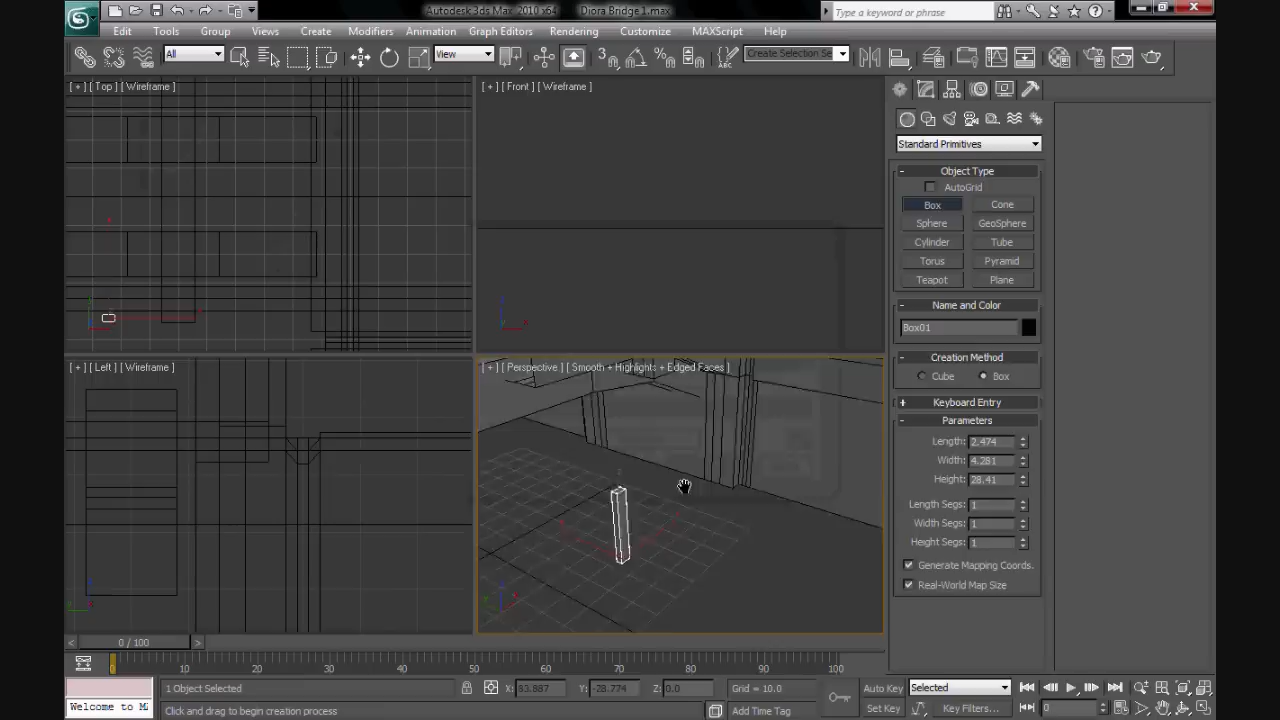 Autodesk 3ds Max 2010 x64 Diora Bridge 1.max Type a keyword or phrase
Edit Tools Group Views Create Modifiers Animation Graph Editors Rendering Customize MAXScript Help
All View Create Selection Se
[ + ] [ Top ] [ Wireframe ]
[ + ] [ Front ] [ Wireframe ]
[ + ] [ Left ] [ Wireframe ]
[ + ] [ Perspective ] [ Smooth + Highlights + Edged Faces ]
Standard Primitives
- Object Type
AutoGrid
Box Cone
Sphere GeoSphere
Cylinder Tube
Torus Pyramid
Teapot Plane
- Name and Color
Box01
- Creation Method
Cube Box
+ Keyboard Entry
- Parameters
Length: 2.474
Width: 4.281
Height: 28.41
Length Segs: 1
Width Segs: 1
Height Segs: 1
Generate Mapping Coords.
Real-World Map Size
< 0 / 100 >
0 10 20 30 40 50 60 70 80 90 100
1 Object Selected X: 83.887 Y: -28.774 Z: 0.0 Grid = 10.0 Auto Key Selected
Welcome to M Click and drag to begin creation process Add Time Tag Set Key Key Filters... 0